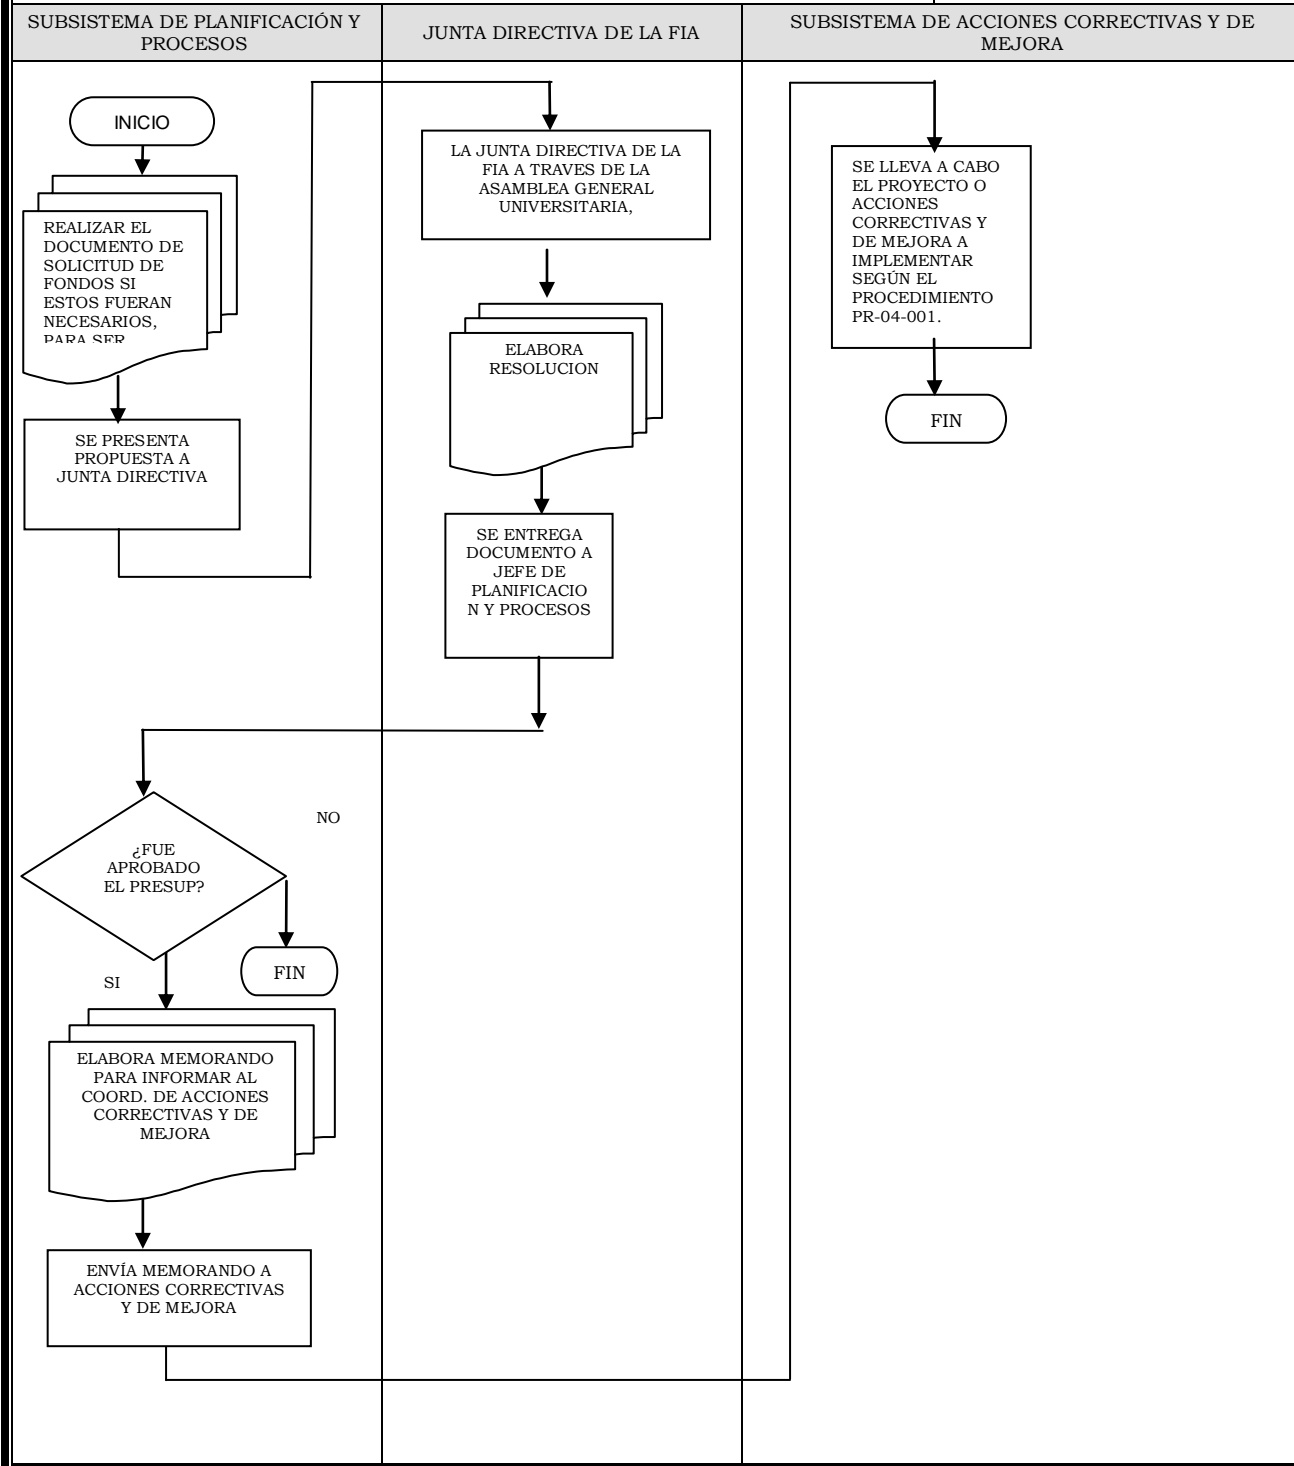 SUBSISTEMA DE PLANIFICACIÓN Y
PROCESOS
JUNTA DIRECTIVA DE LA FIA
SUBSISTEMA DE ACCIONES CORRECTIVAS Y DE
MEJORA
INICIO
REALIZAR EL
DOCUMENTO DE
SOLICITUD DE
FONDOS SI
ESTOS FUERAN
NECESARIOS,
PARA SER
SE PRESENTA
PROPUESTA A
JUNTA DIRECTIVA
LA JUNTA DIRECTIVA DE LA
FIA A TRAVES DE LA
ASAMBLEA GENERAL
UNIVERSITARIA,
ELABORA
RESOLUCION
SE ENTREGA
DOCUMENTO A
JEFE DE
PLANIFICACIO
N Y PROCESOS
¿FUE
APROBADO
EL PRESUP?
NO
FIN
SI
ELABORA MEMORANDO
PARA INFORMAR AL
COORD. DE ACCIONES
CORRECTIVAS Y DE
MEJORA
ENVÍA MEMORANDO A
ACCIONES CORRECTIVAS
Y DE MEJORA
SE LLEVA A CABO
EL PROYECTO O
ACCIONES
CORRECTIVAS Y
DE MEJORA A
IMPLEMENTAR
SEGÚN EL
PROCEDIMIENTO
PR-04-001.
FIN